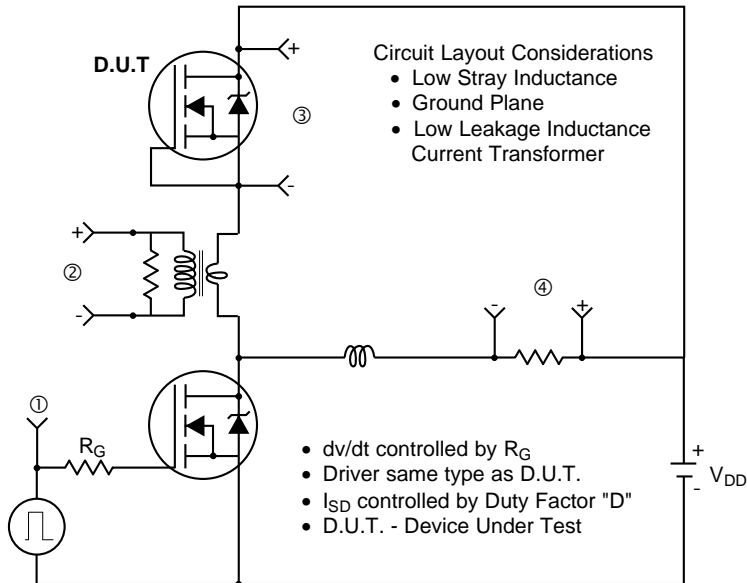 D.U.T
+
③
-
Circuit Layout Considerations
• Low Stray Inductance
• Ground Plane
• Low Leakage Inductance
Current Transformer
+
②
-
-
④
+
①
RG
• dv/dt controlled by RG
• Driver same type as D.U.T.
• ISD controlled by Duty Factor "D"
• D.U.T. - Device Under Test
+
VDD
-